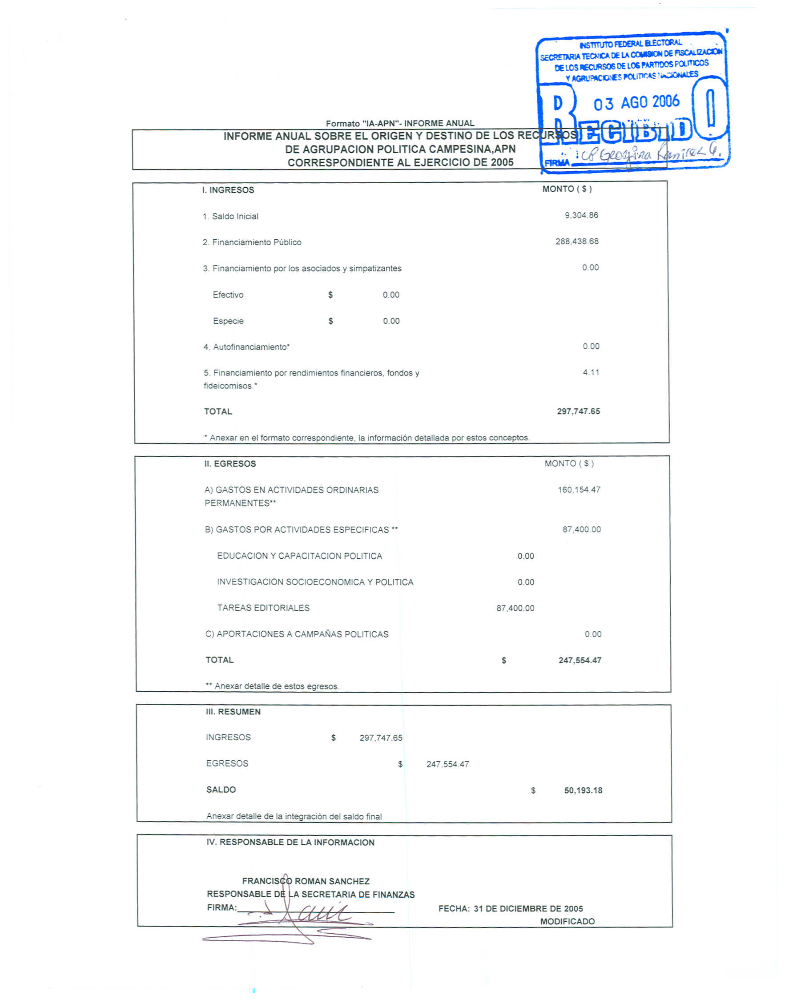 INSTITUTO FEDERAL ELECTORAL
SECRETARIA TECNICA DE LA COMISION DE FISCALIZACION
DE LOS RECURSOS DE LOS PARTIDOS POLITICOS
Y AGRUPACIONES POLITICAS NACIONALES
03 AGO 2006
RECIBIDO
FIRMA CP Georgina Ramirez G.
Formato "IA-APN"- INFORME ANUAL
INFORME ANUAL SOBRE EL ORIGEN Y DESTINO DE LOS RECURSOS
DE AGRUPACION POLITICA CAMPESINA,APN
CORRESPONDIENTE AL EJERCICIO DE 2005
I. INGRESOS MONTO ( $ )
1. Saldo Inicial 9,304.86
2. Financiamiento Público 288,438.68
3. Financiamiento por los asociados y simpatizantes 0.00
Efectivo $ 0.00
Especie $ 0.00
4. Autofinanciamiento* 0.00
5. Financiamiento por rendimientos financieros, fondos y 4.11
fideicomisos.*
TOTAL 297,747.65
* Anexar en el formato correspondiente, la información detallada por estos conceptos.
II. EGRESOS MONTO ( $ )
A) GASTOS EN ACTIVIDADES ORDINARIAS 160,154.47
PERMANENTES**
B) GASTOS POR ACTIVIDADES ESPECIFICAS ** 87,400.00
EDUCACION Y CAPACITACION POLITICA 0.00
INVESTIGACION SOCIOECONOMICA Y POLITICA 0.00
TAREAS EDITORIALES 87,400.00
C) APORTACIONES A CAMPAÑAS POLITICAS 0.00
TOTAL $ 247,554.47
** Anexar detalle de estos egresos.
III. RESUMEN
INGRESOS $ 297,747.65
EGRESOS $ 247,554.47
SALDO $ 50,193.18
Anexar detalle de la integración del saldo final
IV. RESPONSABLE DE LA INFORMACION
FRANCISCO ROMAN SANCHEZ
RESPONSABLE DE LA SECRETARIA DE FINANZAS
FIRMA: FECHA: 31 DE DICIEMBRE DE 2005
MODIFICADO